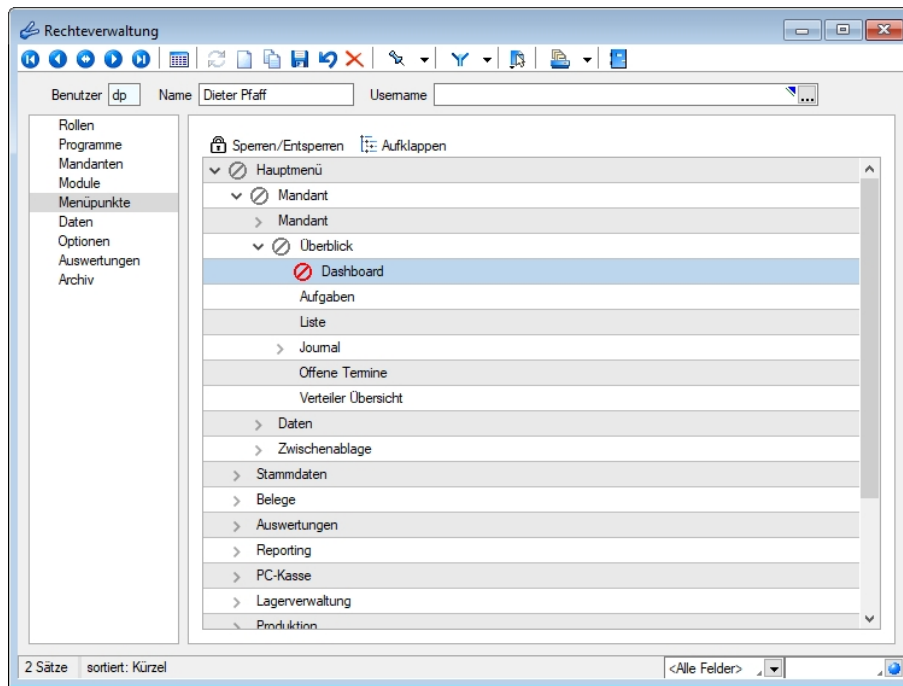 Rechteverwaltung
Benutzer dp Name Dieter Pfaff Username
Rollen
Programme
Mandanten
Module
Menüpunkte
Daten
Optionen
Auswertungen
Archiv
Sperren/Entsperren Aufklappen
Hauptmenü
Mandant
Mandant
Überblick
Dashboard
Aufgaben
Liste
Journal
Offene Termine
Verteiler Übersicht
Daten
Zwischenablage
Stammdaten
Belege
Auswertungen
Reporting
PC-Kasse
Lagerverwaltung
Produktion
2 Sätze sortiert: Kürzel <Alle Felder>